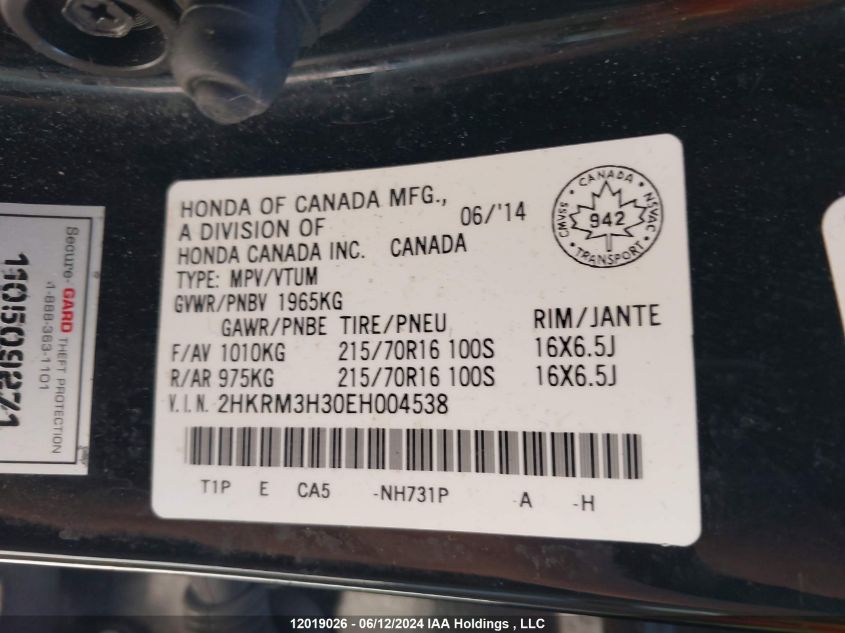 HONDA OF CANADA MFG.,
A DIVISION OF
HONDA CANADA INC. CANADA
06/'14
CANADA
CMVSS
942
NSVAC
TRANSPORT
TYPE: MPV/VTUM
GVWR/PNBV 1965KG
GAWR/PNBE TIRE/PNEU RIM/JANTE
F/AV 1010KG 215/70R16 100S 16X6.5J
R/AR 975KG 215/70R16 100S 16X6.5J
V.I.N. 2HKRM3H30EH004538
T1P E CA5 -NH731P -A -H
Secure-GARD THEFT PROTECTION
1-888-363-1101
110509271
12019026 - 06/12/2024 IAA Holdings , LLC